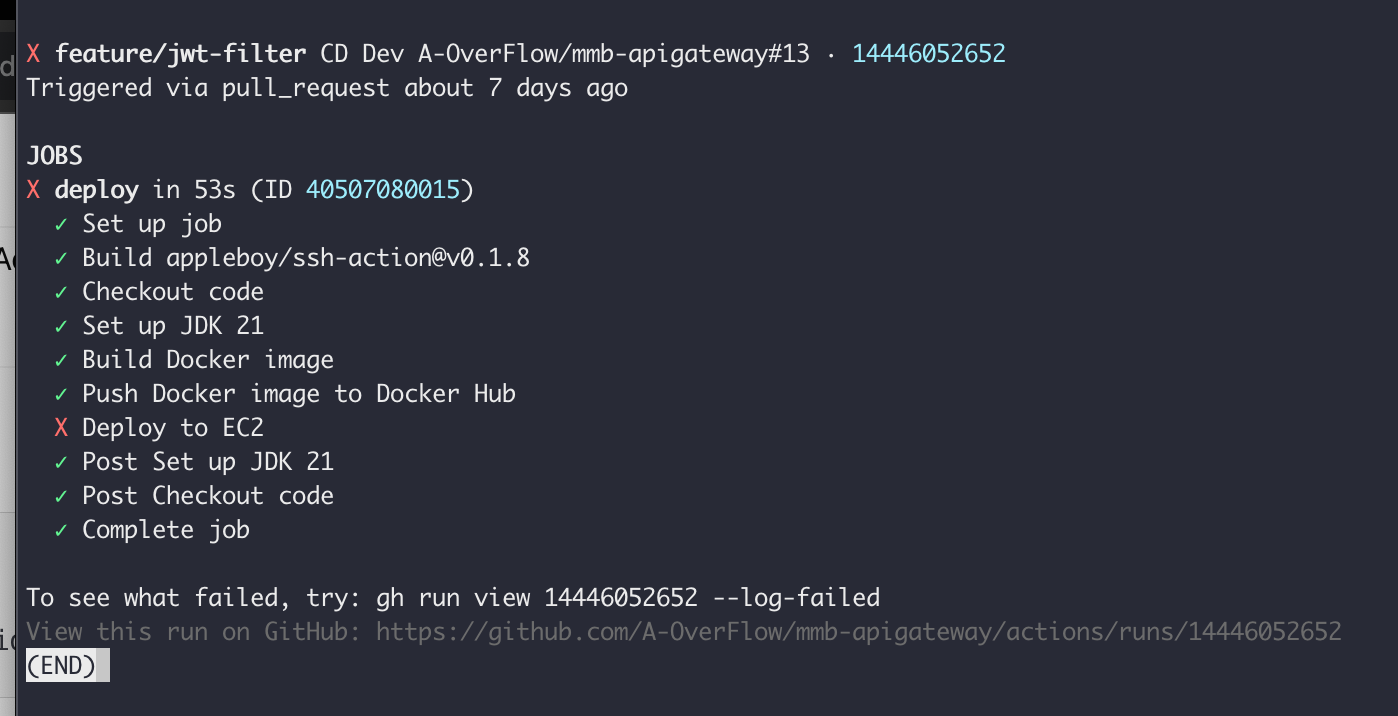 X feature/jwt-filter CD Dev A-OverFlow/mmb-apigateway#13 · 14446052652
Triggered via pull_request about 7 days ago
JOBS
X deploy in 53s (ID 40507080015)
✓ Set up job
✓ Build appleboy/ssh-action@v0.1.8
✓ Checkout code
✓ Set up JDK 21
✓ Build Docker image
✓ Push Docker image to Docker Hub
X Deploy to EC2
✓ Post Set up JDK 21
✓ Post Checkout code
✓ Complete job
To see what failed, try: gh run view 14446052652 --log-failed
View this run on GitHub: https://github.com/A-OverFlow/mmb-apigateway/actions/runs/14446052652
(END)